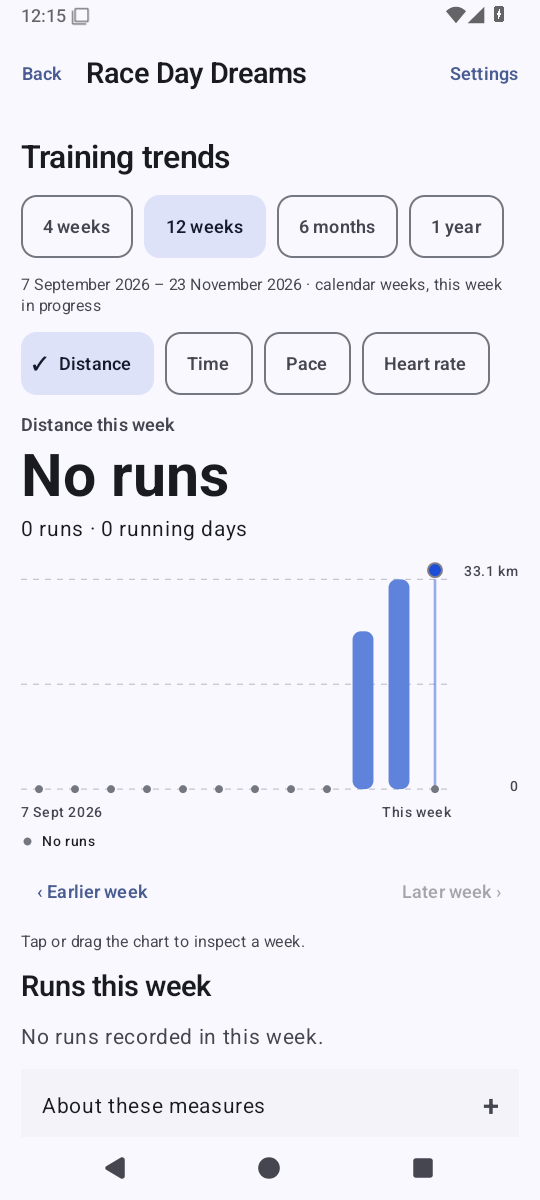 12:15
Back Race Day Dreams Settings
Training trends
4 weeks 12 weeks 6 months 1 year
7 September 2026 – 23 November 2026 · calendar weeks, this week
in progress
✓ Distance Time Pace Heart rate
Distance this week
No runs
0 runs · 0 running days
33.1 km
0
7 Sept 2026 This week
No runs
‹ Earlier week Later week ›
Tap or drag the chart to inspect a week.
Runs this week
No runs recorded in this week.
About these measures +